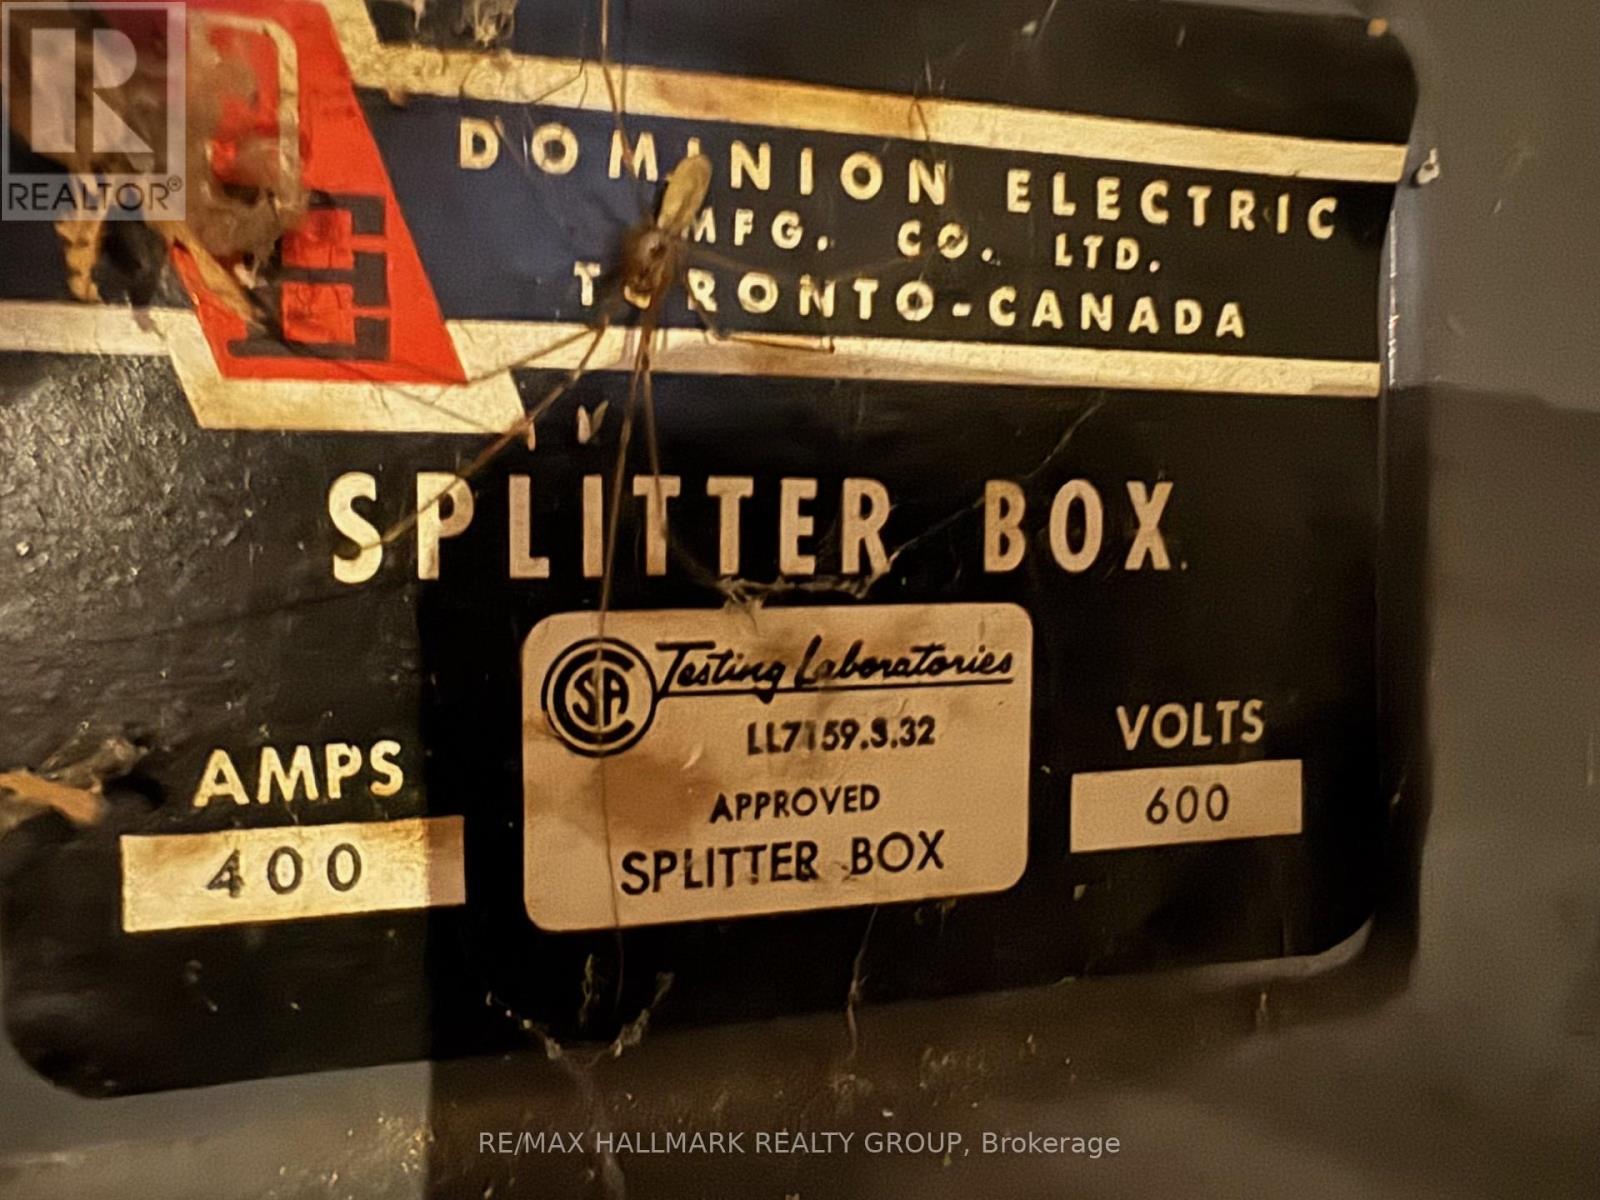 REALTOR®
DOMINION ELECTRIC
MFG. CO. LTD.
TORONTO-CANADA
SPLITTER BOX
CSA Testing Laboratories
LL7159.S.32
APPROVED
SPLITTER BOX
AMPS
400
VOLTS
600
RE/MAX HALLMARK REALTY GROUP, Brokerage